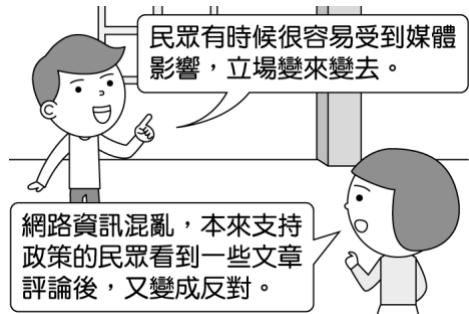 民眾有時候很容易受到媒體
影響，立場變來變去。
網路資訊混亂，本來支持
政策的民眾看到一些文章
評論後，又變成反對。